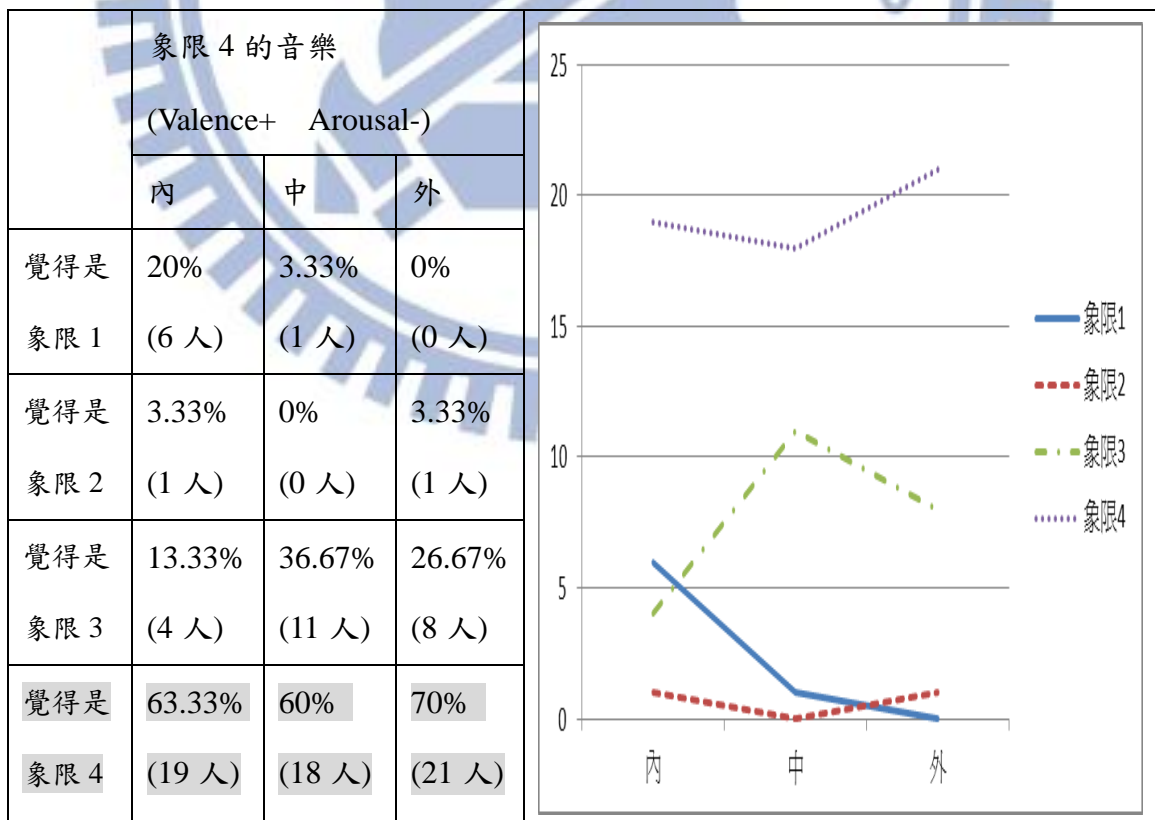 象限 4 的音樂
(Valence+ Arousal-)
內 中 外
覺得是 20% 3.33% 0%
象限 1 (6 人) (1 人) (0 人)
覺得是 3.33% 0% 3.33%
象限 2 (1 人) (0 人) (1 人)
覺得是 13.33% 36.67% 26.67%
象限 3 (4 人) (11 人) (8 人)
覺得是 63.33% 60% 70%
象限 4 (19 人) (18 人) (21 人)
25
20
15
10
5
0
內 中 外
象限1
象限2
象限3
象限4